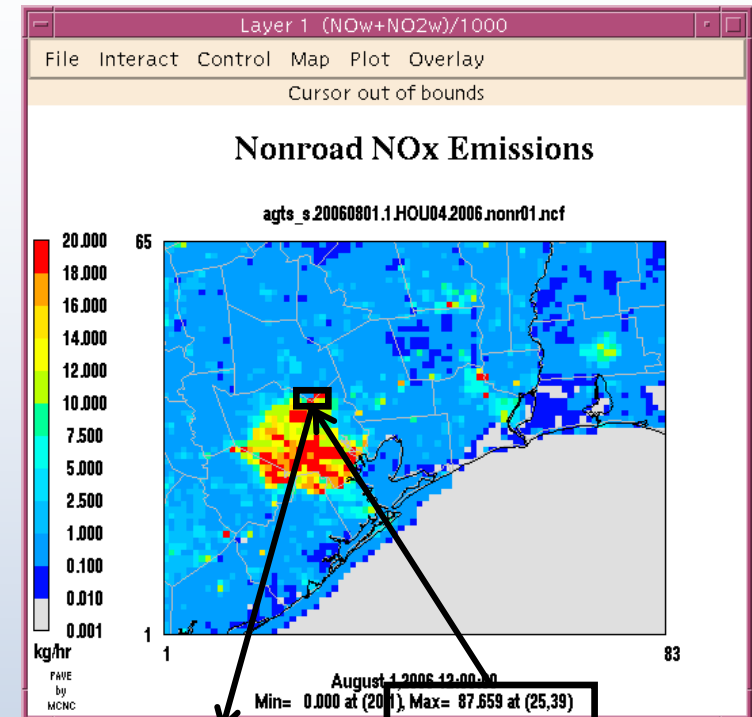 Layer 1 (NOw+NO2w)/1000
File Interact Control Map Plot Overlay
Cursor out of bounds
Nonroad NOx Emissions
agts_s.20060801.1.HOU04.2006.nonr01.ncf
20.000
18.000
16.000
14.000
12.000
10.000
7.500
5.000
2.500
1.000
0.100
0.010
0.001
kg/hr
PAVE
by
MCNC
65
1
1
83
August 1,2006 12:00:00
Min= 0.000 at (20,1), Max= 87.659 at (25,39)